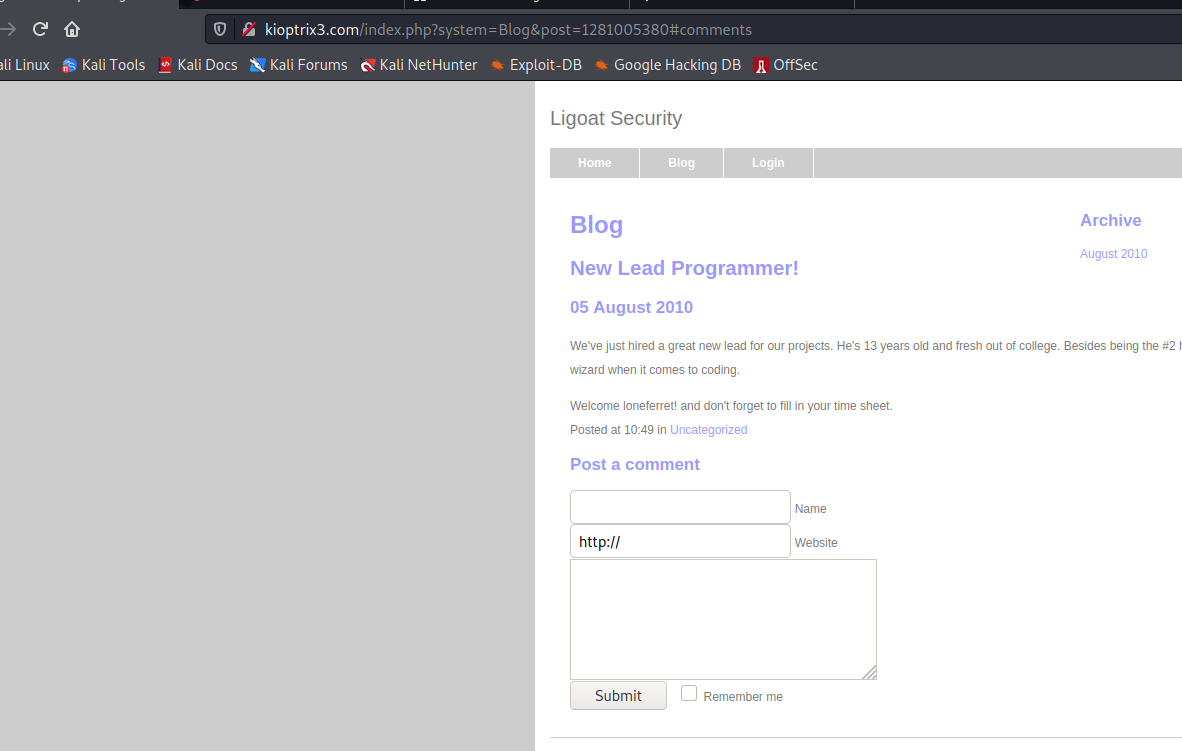 kioptrix3.com/index.php?system=Blog&post=1281005380#comments
Linux Kali Tools Kali Docs Kali Forums Kali NetHunter Exploit-DB Google Hacking DB OffSec
Ligoat Security
Home Blog Login
Blog
Archive
August 2010
New Lead Programmer!
05 August 2010
We've just hired a great new lead for our projects. He's 13 years old and fresh out of college. Besides being the #2
wizard when it comes to coding.
Welcome loneferret! and don't forget to fill in your time sheet.
Posted at 10:49 in Uncategorized
Post a comment
Name
http:// Website
Submit Remember me